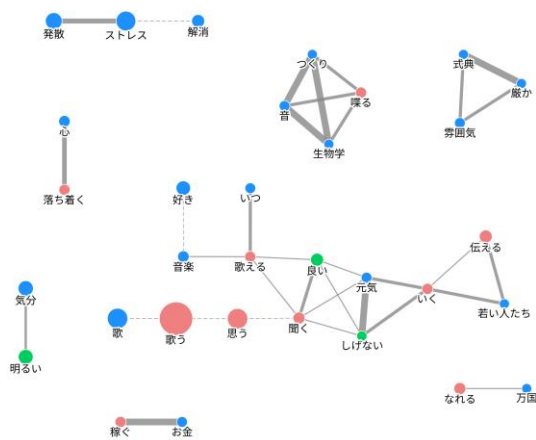 発散
ストレス
解消
つくり
喋る
音
生物学
式典
厳か
雰囲気
心
落ち着く
好き
いつ
音楽
歌える
良い
元気
いく
伝える
若い人たち
気分
明るい
歌
歌う
思う
聞く
しげない
なれる
万国
稼ぐ
お金